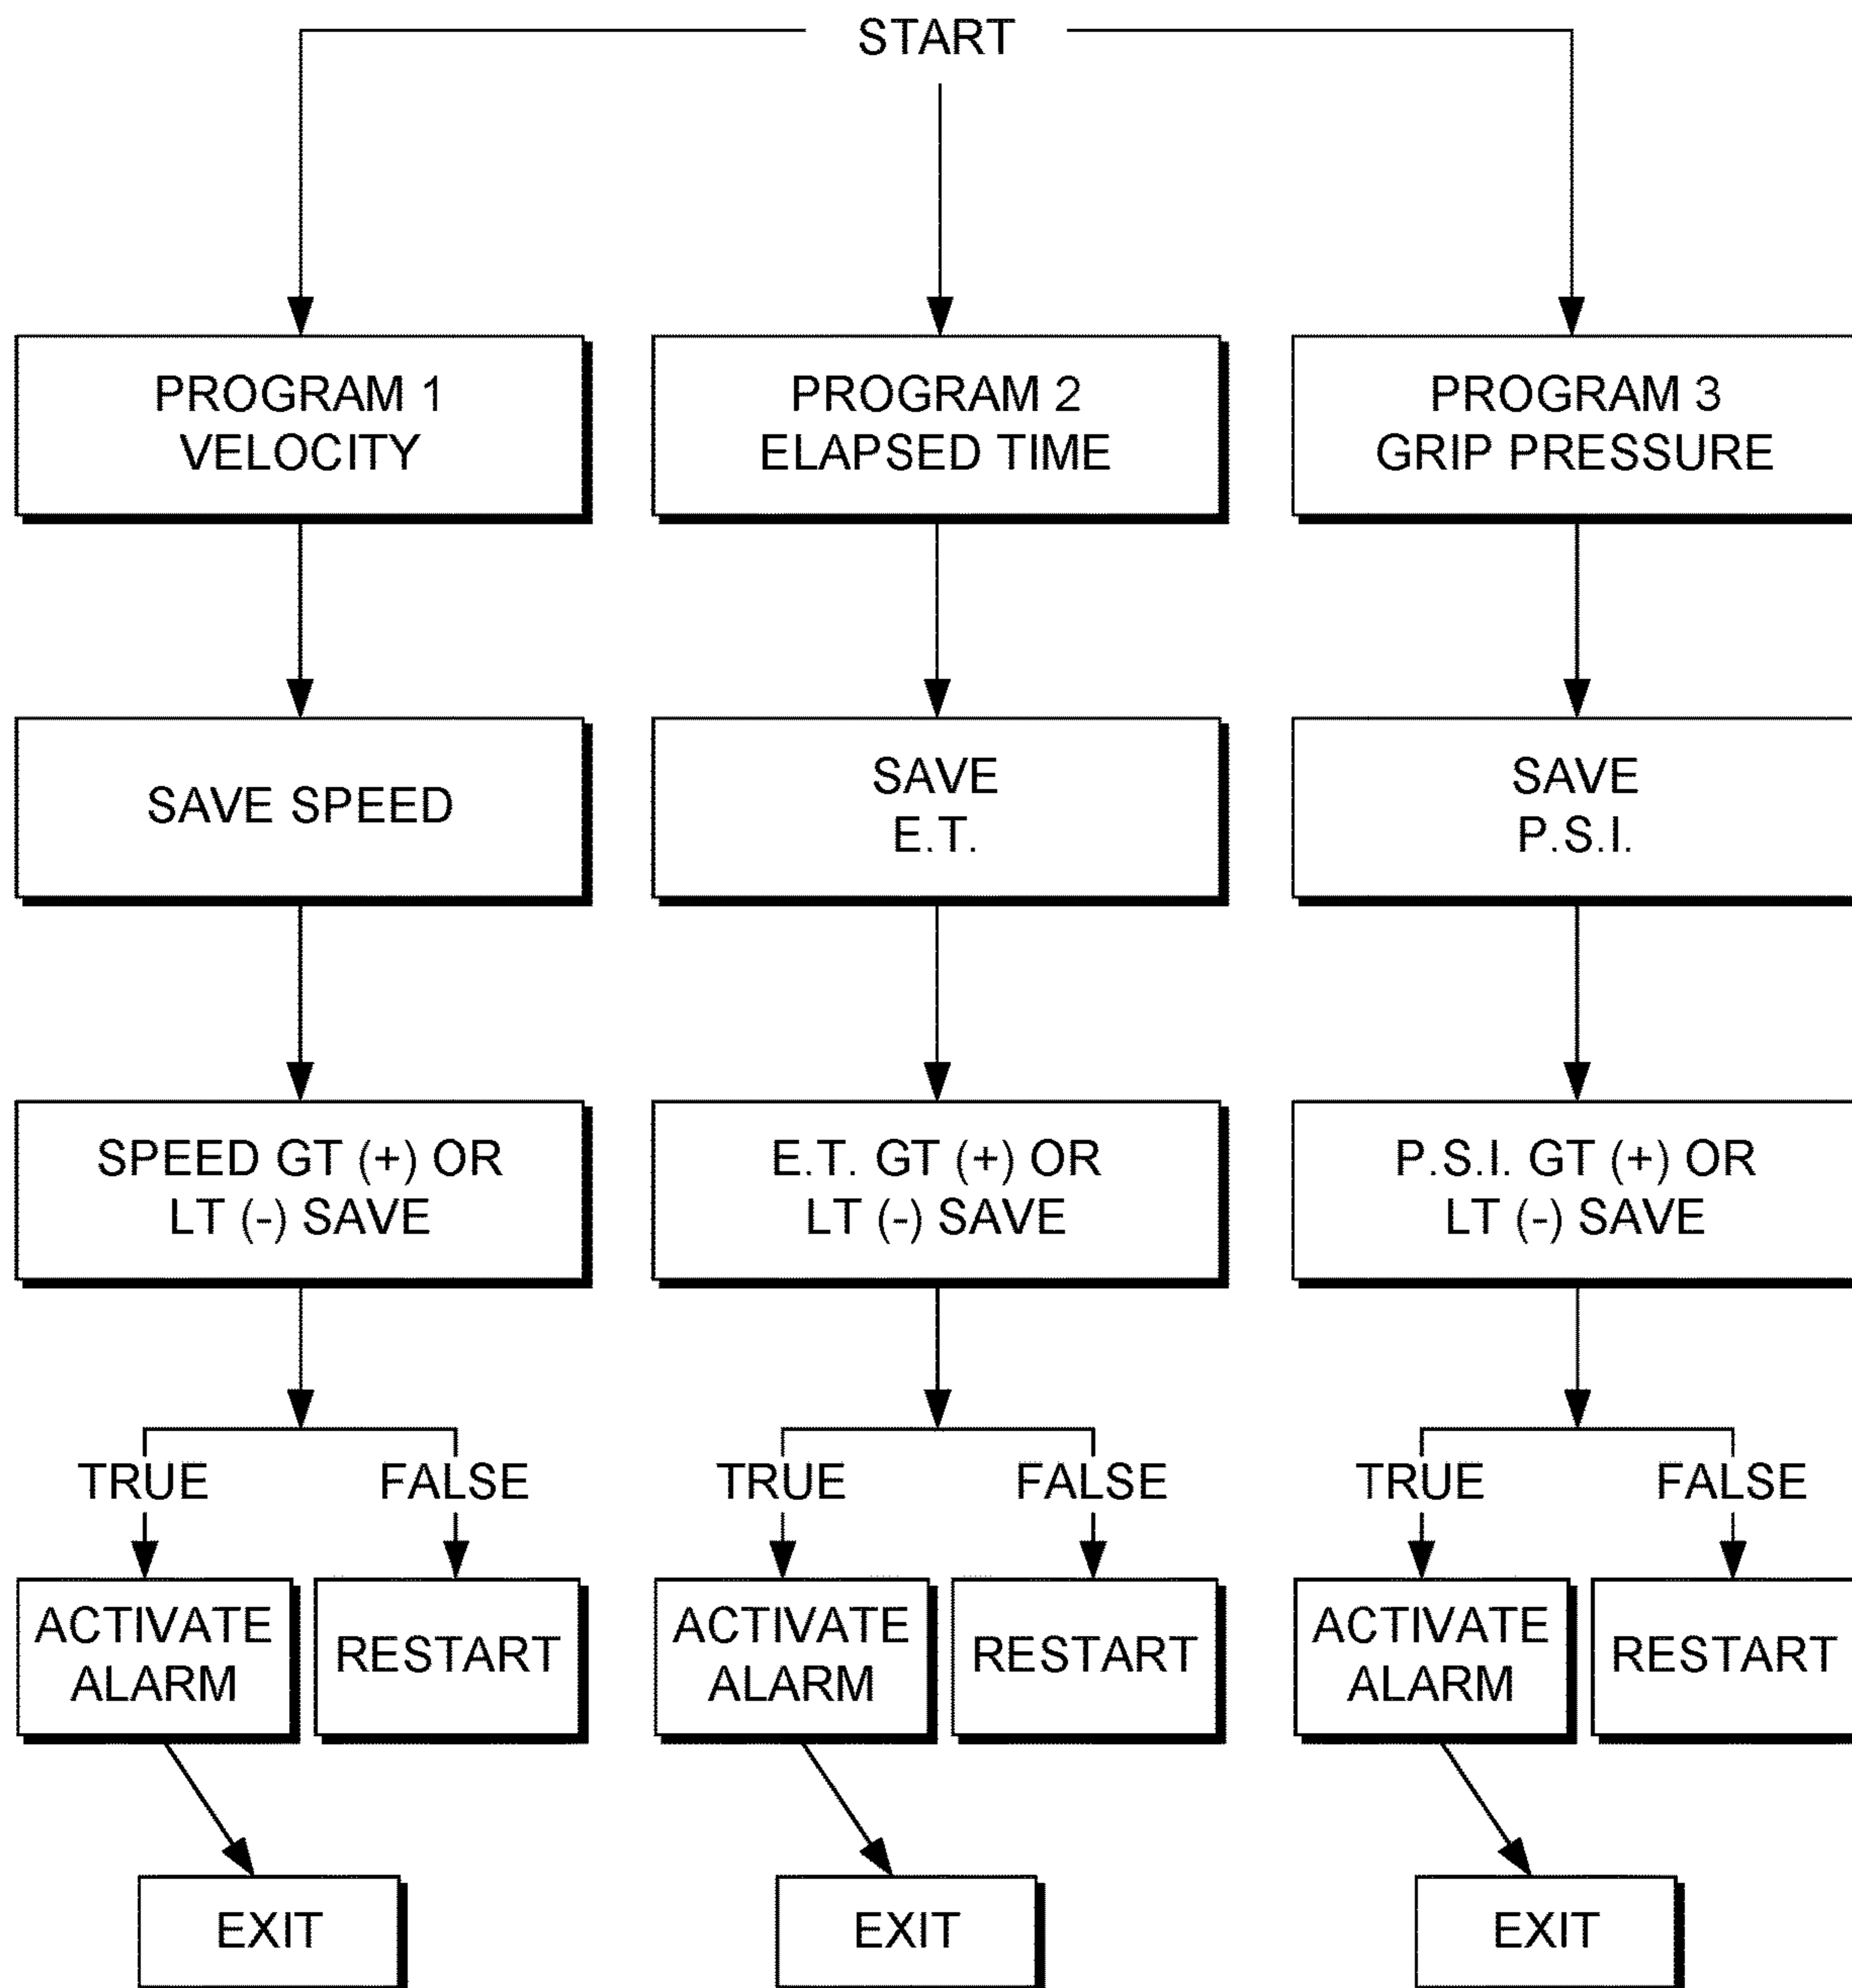 START
PROGRAM 1
VELOCITY
PROGRAM 2
ELAPSED TIME
PROGRAM 3
GRIP PRESSURE
SAVE SPEED
SAVE
E.T.
SAVE
P.S.I.
SPEED GT (+) OR
LT (-) SAVE
E.T. GT (+) OR
LT (-) SAVE
P.S.I. GT (+) OR
LT (-) SAVE
TRUE
FALSE
TRUE
FALSE
TRUE
FALSE
ACTIVATE
ALARM
RESTART
ACTIVATE
ALARM
RESTART
ACTIVATE
ALARM
RESTART
EXIT
EXIT
EXIT